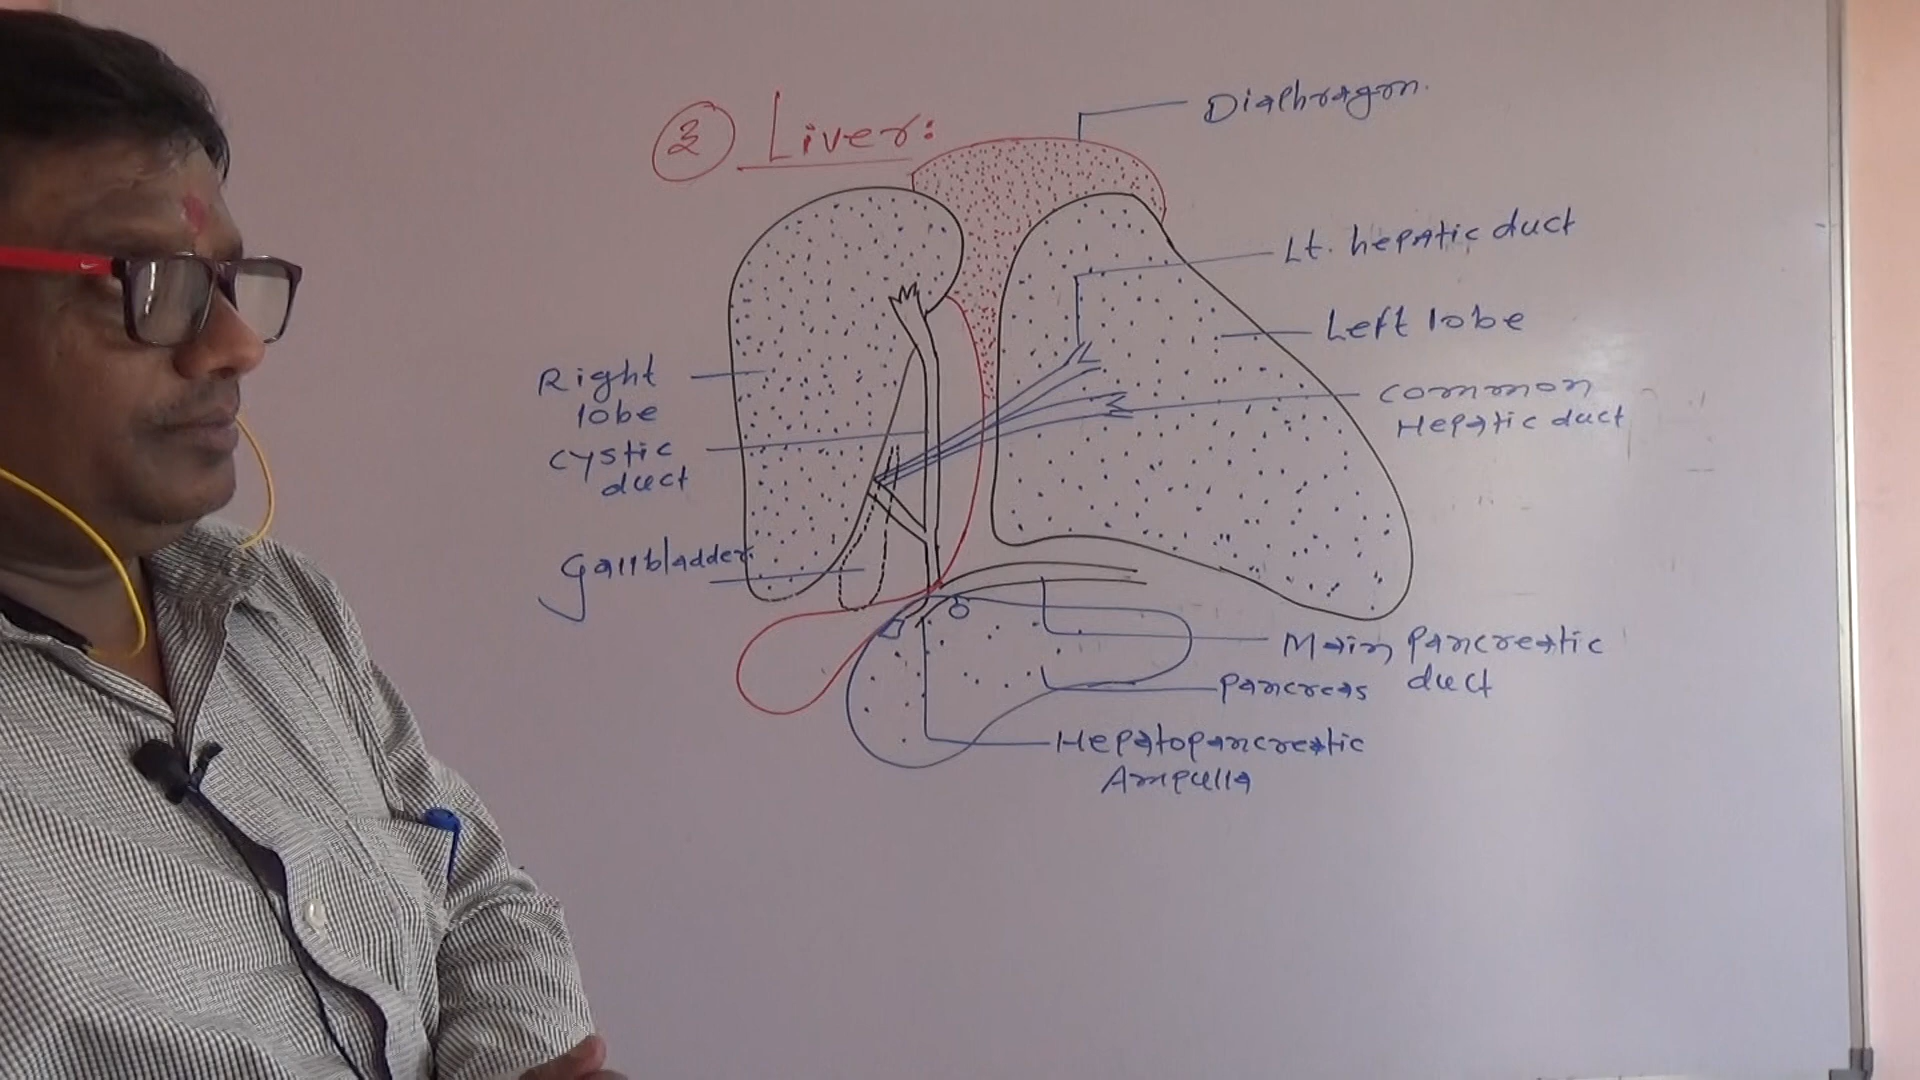 2 Liver:
Diaphragm.
Lt. hepatic duct
Left lobe
Right
lobe
common
Hepatic duct
cystic
duct
Gallbladder.
Main pancreatic
duct
Pancreas
Hepatopancreatic
Ampulla